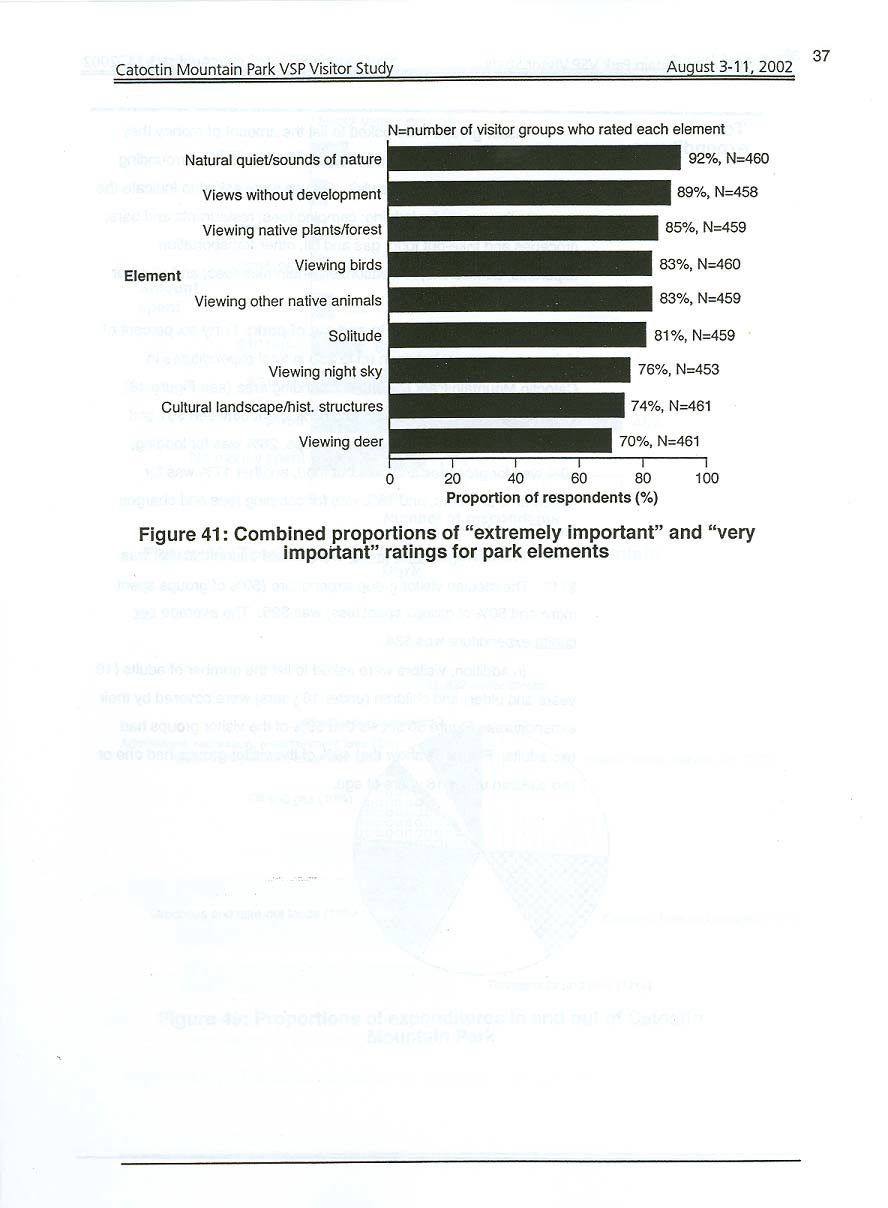 37
Catoctin Mountain Park VSP Visitor Study August 3-11, 2002
N=number of visitor groups who rated each element
Natural quiet/sounds of nature 92%, N=460
Views without development 89%, N=458
Viewing native plants/forest 85%, N=459
Viewing birds 83%, N=460
Element
Viewing other native animals 83%, N=459
Solitude 81%, N=459
Viewing night sky 76%, N=453
Cultural landscape/hist. structures 74%, N=461
Viewing deer 70%, N=461
0 20 40 60 80 100
Proportion of respondents (%)
Figure 41: Combined proportions of “extremely important” and “very
important” ratings for park elements